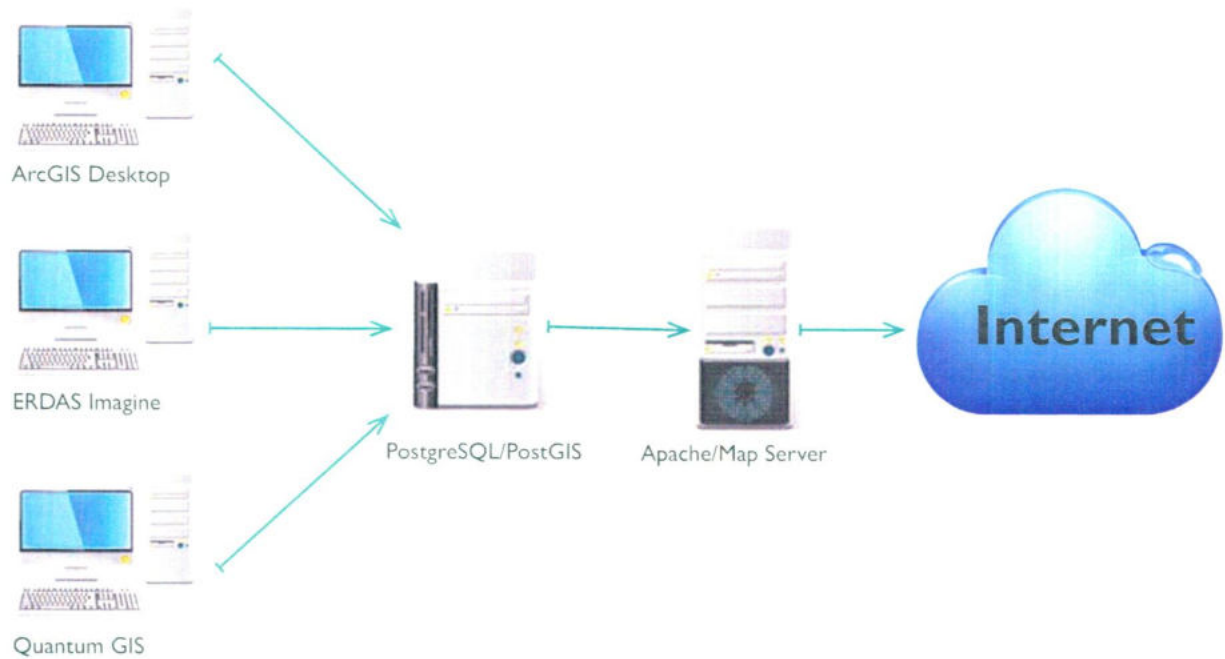 ArcGIS Desktop
ERDAS Imagine
Quantum GIS
PostgreSQL/PostGIS
Apache/Map Server
Internet